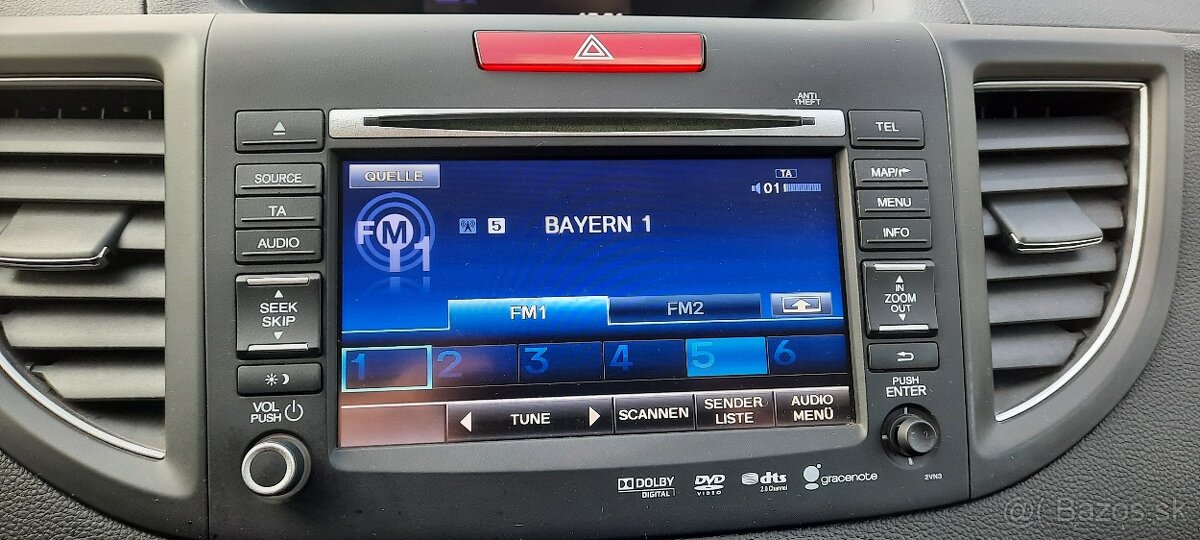 ANTI
THEFT
TEL
SOURCE
TA
AUDIO
SEEK
SKIP
VOL
PUSH
QUELLE
FM1
TA
01
5 BAYERN 1
FM1 FM2
1 2 3 4 5 6
TUNE
SCANNEN
SENDER
LISTE
AUDIO
MENÜ
MAP/
MENU
INFO
IN
ZOOM
OUT
PUSH
ENTER
DOLBY
DIGITAL
DVD
VIDEO
dts
2.0 Channel
gracenote
2VN3
Bazos.sk